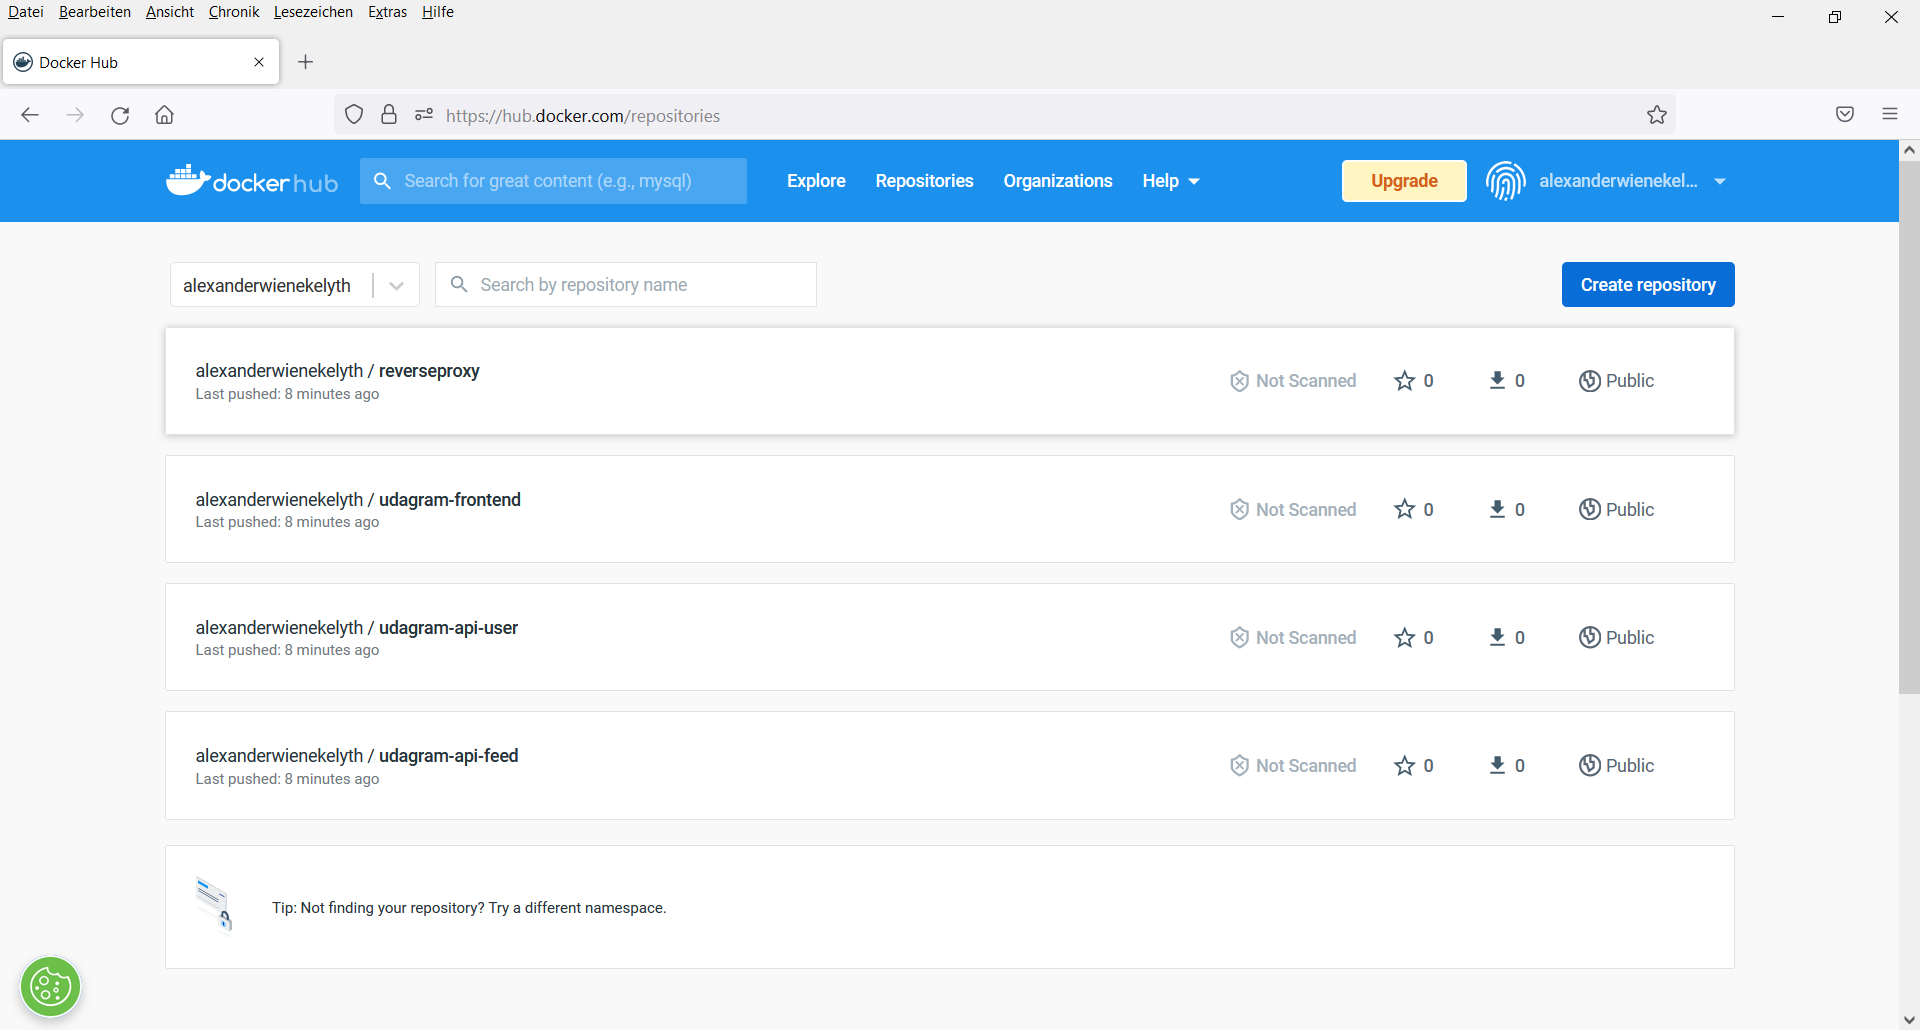 Datei Bearbeiten Ansicht Chronik Lesezeichen Extras Hilfe
Docker Hub
https://hub.docker.com/repositories
docker hub Search for great content (e.g., mysql) Explore Repositories Organizations Help Upgrade alexanderwienekel...
alexanderwienekelyth Search by repository name Create repository
alexanderwienekelyth / reverseproxy
Last pushed: 8 minutes ago
Not Scanned 0 0 Public
alexanderwienekelyth / udagram-frontend
Last pushed: 8 minutes ago
Not Scanned 0 0 Public
alexanderwienekelyth / udagram-api-user
Last pushed: 8 minutes ago
Not Scanned 0 0 Public
alexanderwienekelyth / udagram-api-feed
Last pushed: 8 minutes ago
Not Scanned 0 0 Public
Tip: Not finding your repository? Try a different namespace.